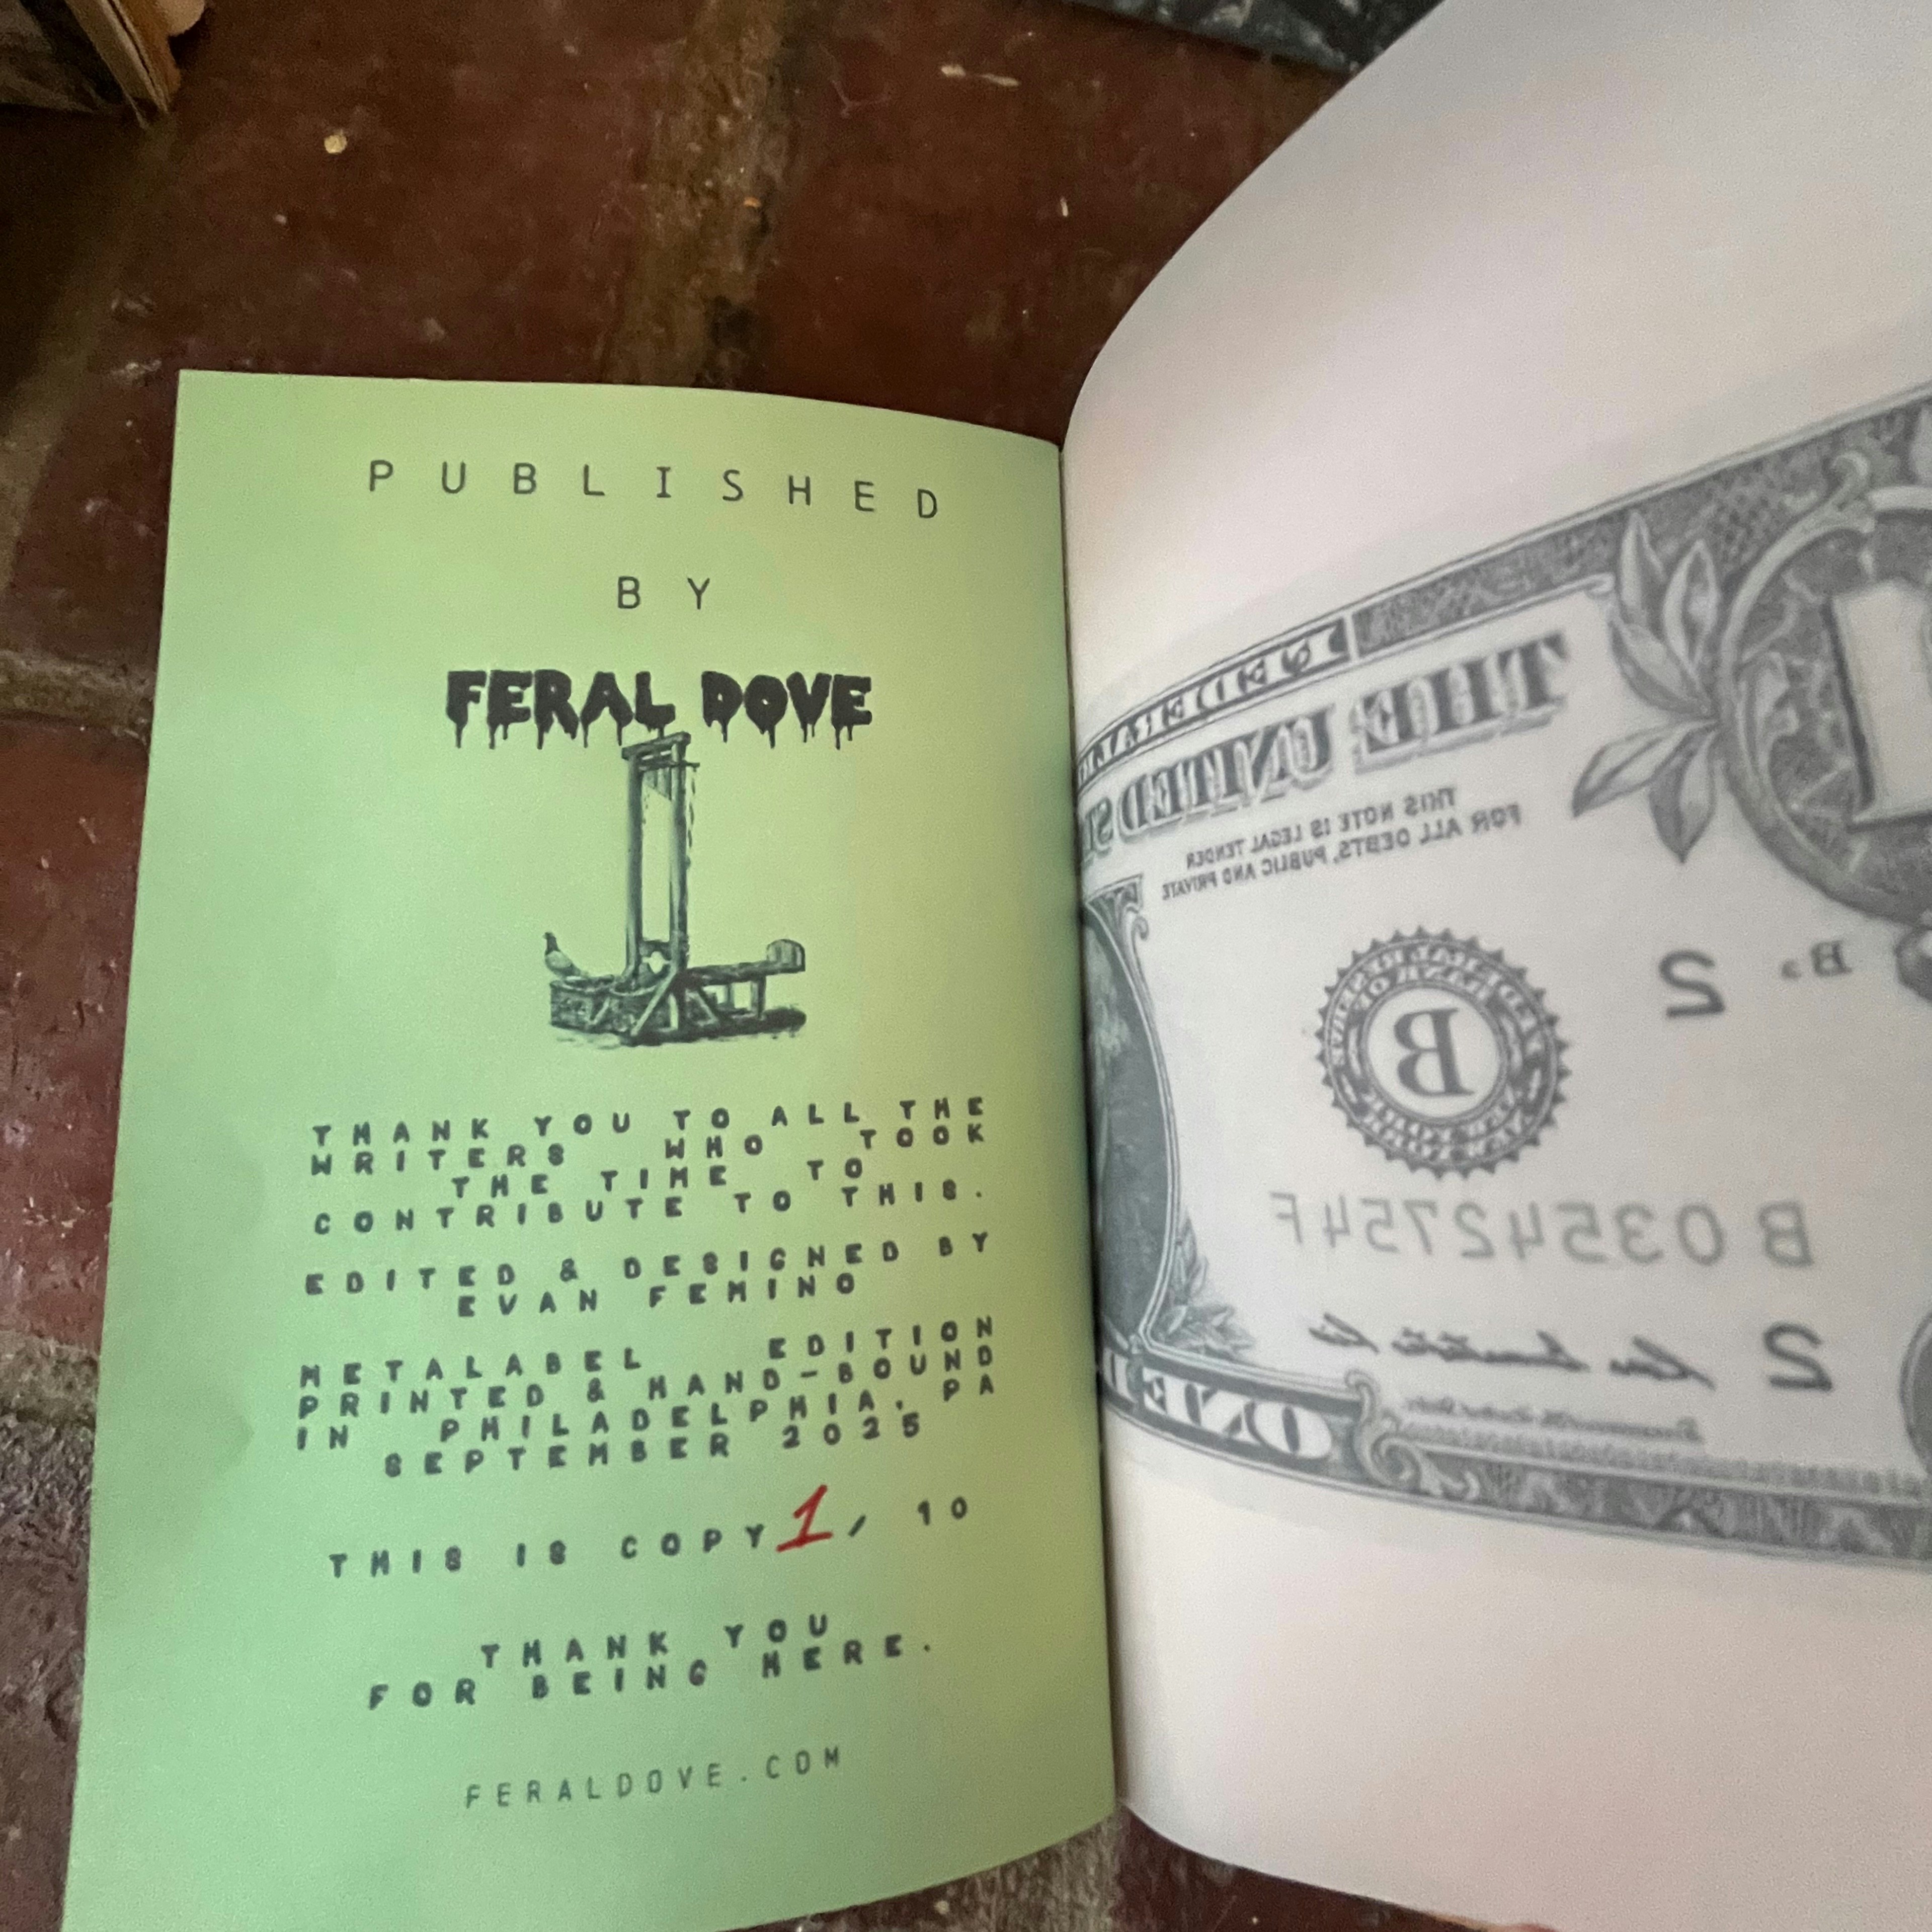 PUBLISHED
BY
FERAL DOVE
THANK YOU TO ALL THE
WRITERS WHO TOOK
THE TIME TO
CONTRIBUTE TO THIS.
EDITED & DESIGNED BY
EVAN FEMINO
METALABEL EDITION
PRINTED & HAND-BOUND
IN PHILADELPHIA, PA
SEPTEMBER 2025
THIS IS COPY 1/ 10
THANK YOU
FOR BEING HERE.
FERALDOVE.COM
FEDERAL
THE UNITED ST
THIS NOTE IS LEGAL TENDER
FOR ALL DEBTS, PUBLIC AND PRIVATE
2
B
B03542754F
2
ONE D